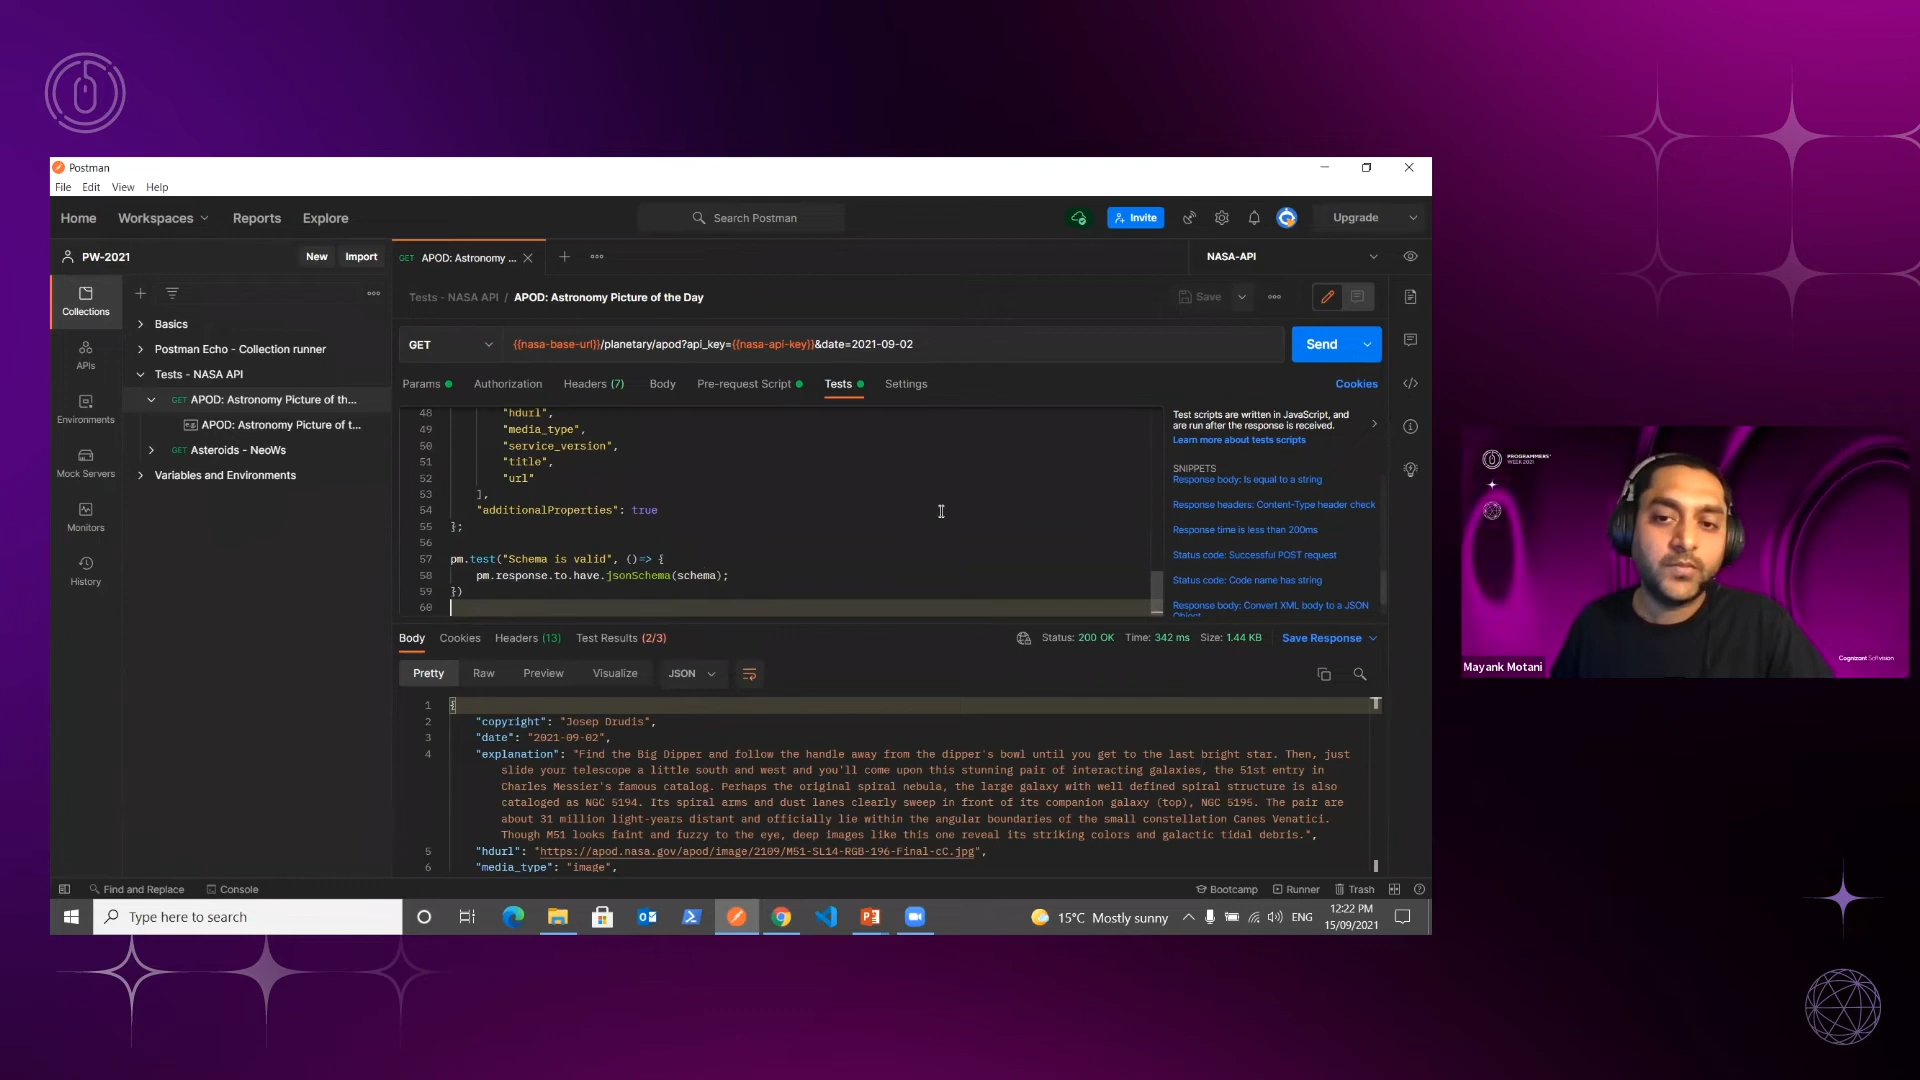 Postman
File Edit View Help
Home Workspaces Reports Explore
Search Postman
Invite
Upgrade
PW-2021
New Import
GET APOD: Astronomy ...
NASA-API
Collections
APIs
Environments
Mock Servers
Monitors
History
Basics
Postman Echo - Collection runner
Tests - NASA API
GET APOD: Astronomy Picture of th...
APOD: Astronomy Picture of t...
GET Asteroids - NeoWs
Variables and Environments
Tests - NASA API / APOD: Astronomy Picture of the Day
Save
GET
{{nasa-base-url}}/planetary/apod?api_key={{nasa-api-key}}&date=2021-09-02
Send
Params Authorization Headers (7) Body Pre-request Script Tests Settings
Cookies
48 "hdurl",
49 "media_type",
50 "service_version",
51 "title",
52 "url"
53 ],
54 "additionalProperties": true
55 };
56
57 pm.test("Schema is valid", ()=> {
58 pm.response.to.have.jsonSchema(schema);
59 })
60
Test scripts are written in JavaScript, and
are run after the response is received.
Learn more about tests scripts
SNIPPETS
Response body: Is equal to a string
Response headers: Content-Type header check
Response time is less than 200ms
Status code: Successful POST request
Status code: Code name has string
Response body: Convert XML body to a JSON
Object
Body Cookies Headers (13) Test Results (2/3)
Status: 200 OK Time: 342 ms Size: 1.44 KB Save Response
Pretty Raw Preview Visualize JSON
1 {
2 "copyright": "Josep Drudis",
3 "date": "2021-09-02",
4 "explanation": "Find the Big Dipper and follow the handle away from the dipper's bowl until you get to the last bright star. Then, just
slide your telescope a little south and west and you'll come upon this stunning pair of interacting galaxies, the 51st entry in
Charles Messier's famous catalog. Perhaps the original spiral nebula, the large galaxy with well defined spiral structure is also
cataloged as NGC 5194. Its spiral arms and dust lanes clearly sweep in front of its companion galaxy (top), NGC 5195. The pair are
about 31 million light-years distant and officially lie within the angular boundaries of the small constellation Canes Venatici.
Though M51 looks faint and fuzzy to the eye, deep images like this one reveal its striking colors and galactic tidal debris.",
5 "hdurl": "https://apod.nasa.gov/apod/image/2109/M51-SL14-RGB-196-Final-cC.jpg",
6 "media_type": "image",
Find and Replace Console
Bootcamp Runner Trash
Type here to search
15°C Mostly sunny
ENG
12:22 PM
15/09/2021
PROGRAMMERS'
WEEK 2021
Mayank Motani
Cognizant Softvision